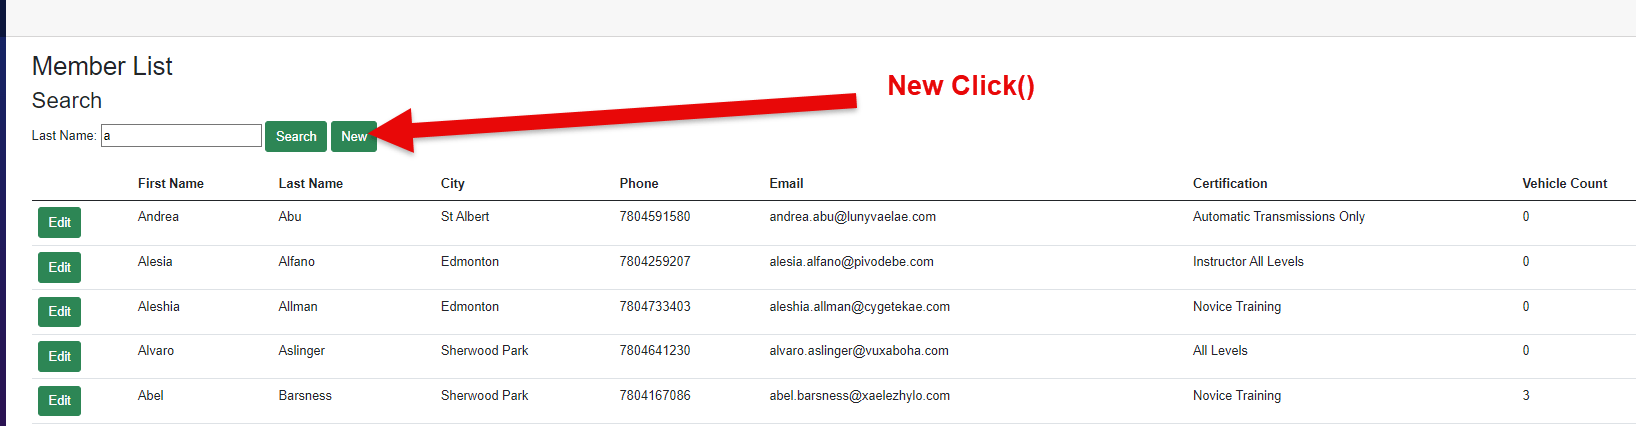 Member List
New Click()
Search
Last Name: a Search New
First Name Last Name City Phone Email Certification Vehicle Count
Edit Andrea Abu St Albert 7804591580 andrea.abu@lunyvaelae.com Automatic Transmissions Only 0
Edit Alesia Alfano Edmonton 7804259207 alesia.alfano@pivodebe.com Instructor All Levels 0
Edit Aleshia Allman Edmonton 7804733403 aleshia.allman@cygetekae.com Novice Training 0
Edit Alvaro Aslinger Sherwood Park 7804641230 alvaro.aslinger@vuxaboha.com All Levels 0
Edit Abel Barsness Sherwood Park 7804167086 abel.barsness@xaelezhylo.com Novice Training 3